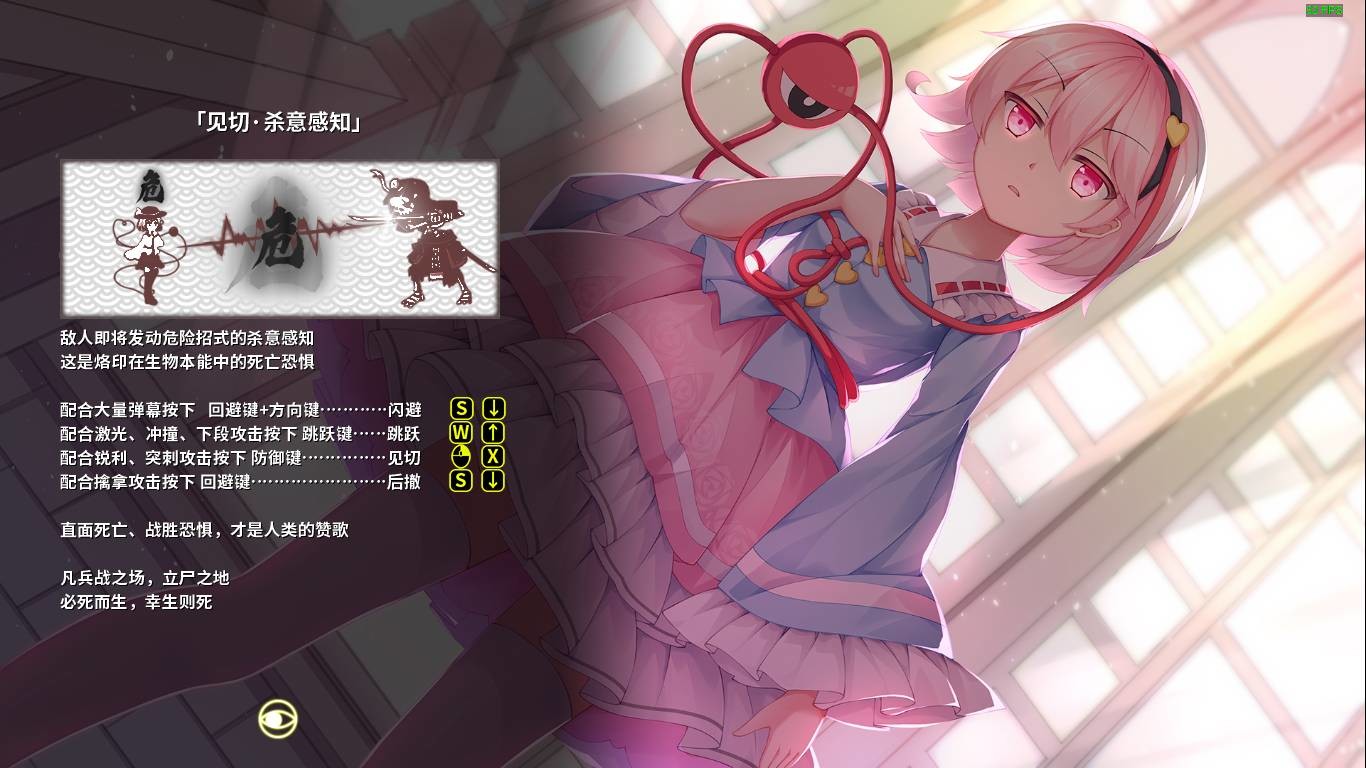 「见切·杀意感知」
危
危
敌人即将发动危险招式的杀意感知
这是烙印在生物本能中的死亡恐惧
配合大量弹幕按下 回避键+方向键···········闪避 S ↓
配合激光、冲撞、下段攻击按下 跳跃键······跳跃 W ↑
配合锐利、突刺攻击按下 防御键··············见切 X
配合擒拿攻击按下 回避键·······················后撤 S ↓
直面死亡、战胜恐惧，才是人类的赞歌
凡兵战之场，立尸之地
必死而生，幸生则死